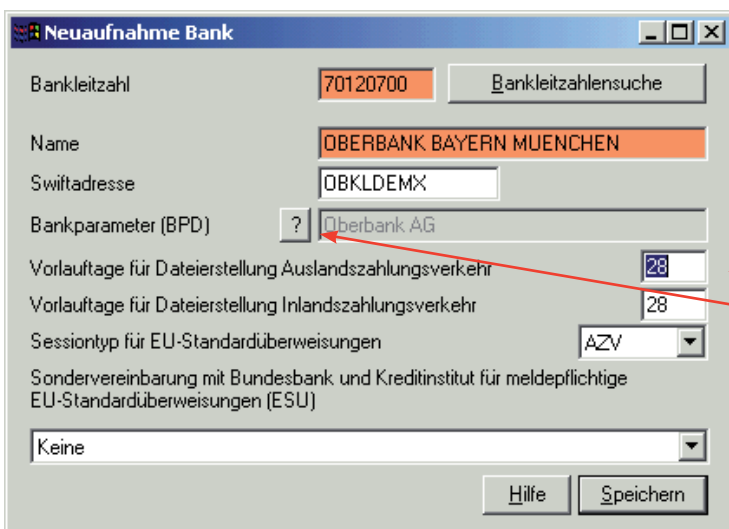 Neuaufnahme Bank
Bankleitzahl 70120700 Bankleitzahlensuche
Name OBERBANK BAYERN MUENCHEN
Swiftadresse OBKLDEMX
Bankparameter (BPD) ? Oberbank AG
Vorlauftage für Dateierstellung Auslandszahlungsverkehr 28
Vorlauftage für Dateierstellung Inlandszahlungsverkehr 28
Sessiontyp für EU-Standardüberweisungen AZV
Sondervereinbarung mit Bundesbank und Kreditinstitut für meldepflichtige
EU-Standardüberweisungen (ESU)
Keine
Hilfe Speichern